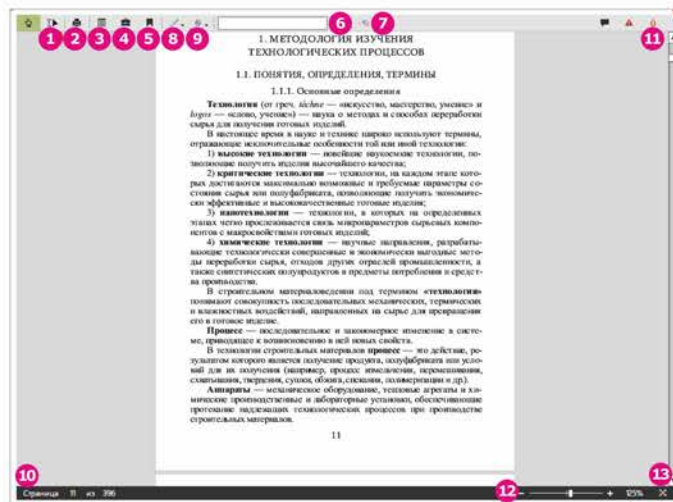 1 2 3 4 5 8 9 6 7 11
1. МЕТОДОЛОГИЯ ИЗУЧЕНИЯ
ТЕХНОЛОГИЧЕСКИХ ПРОЦЕССОВ
1.1. ПОНЯТИЯ, ОПРЕДЕЛЕНИЯ, ТЕРМИНЫ
1.1.1. Основные определения
Технология (от греч. téchne — «искусство, мастерство, умение» и
logos — «слово, учение») — наука о методах и способах переработки
сырья для получения готовых изделий.
В настоящее время в науке и технике широко используют термины,
отражающие исключительные особенности той или иной технологии:
1) высокие технологии — новейшие наукоемкие технологии, по-
зволяющие получить изделия высочайшего качества;
2) критические технологии — технологии, на каждом этапе кото-
рых достигаются максимально возможные и требуемые параметры со-
стояния сырья или полуфабриката, позволяющие получить экономиче-
ски эффективные и высококачественные готовые изделия;
3) нанотехнологии — технологии, в которых на определенных
этапах четко прослеживается связь микропараметров сырьевых компо-
нентов с макросвойствами готовых изделий;
4) химические технологии — научные направления, разрабаты-
вающие технологически совершенные и экономически выгодные мето-
ды переработки сырья, отходов других отраслей промышленности, а
также синтетических полупродуктов в предметы потребления и средст-
ва производства.
В строительном материаловедении под термином «технология»
понимают совокупность последовательных механических, термических
и влажностных воздействий, направленных на сырье для превращения
его в готовое изделие.
Процесс — последовательное и закономерное изменение в систе-
ме, приводящее к возникновению в ней новых свойств.
В технологии строительных материалов процесс — это действие, ре-
зультатом которого является получение продукта, полуфабриката или усло-
вий для их получения (например, процесс измельчения, перемешивания,
схватывания, твердения, сушки, обжига, спекания, полимеризации и др.).
Аппараты — механическое оборудование, тепловые агрегаты и хи-
мические производственные и лабораторные установки, обеспечивающие
протекание надлежащих технологических процессов при производстве
строительных материалов.
11
10 12 13
Страница 11 из 396 125%